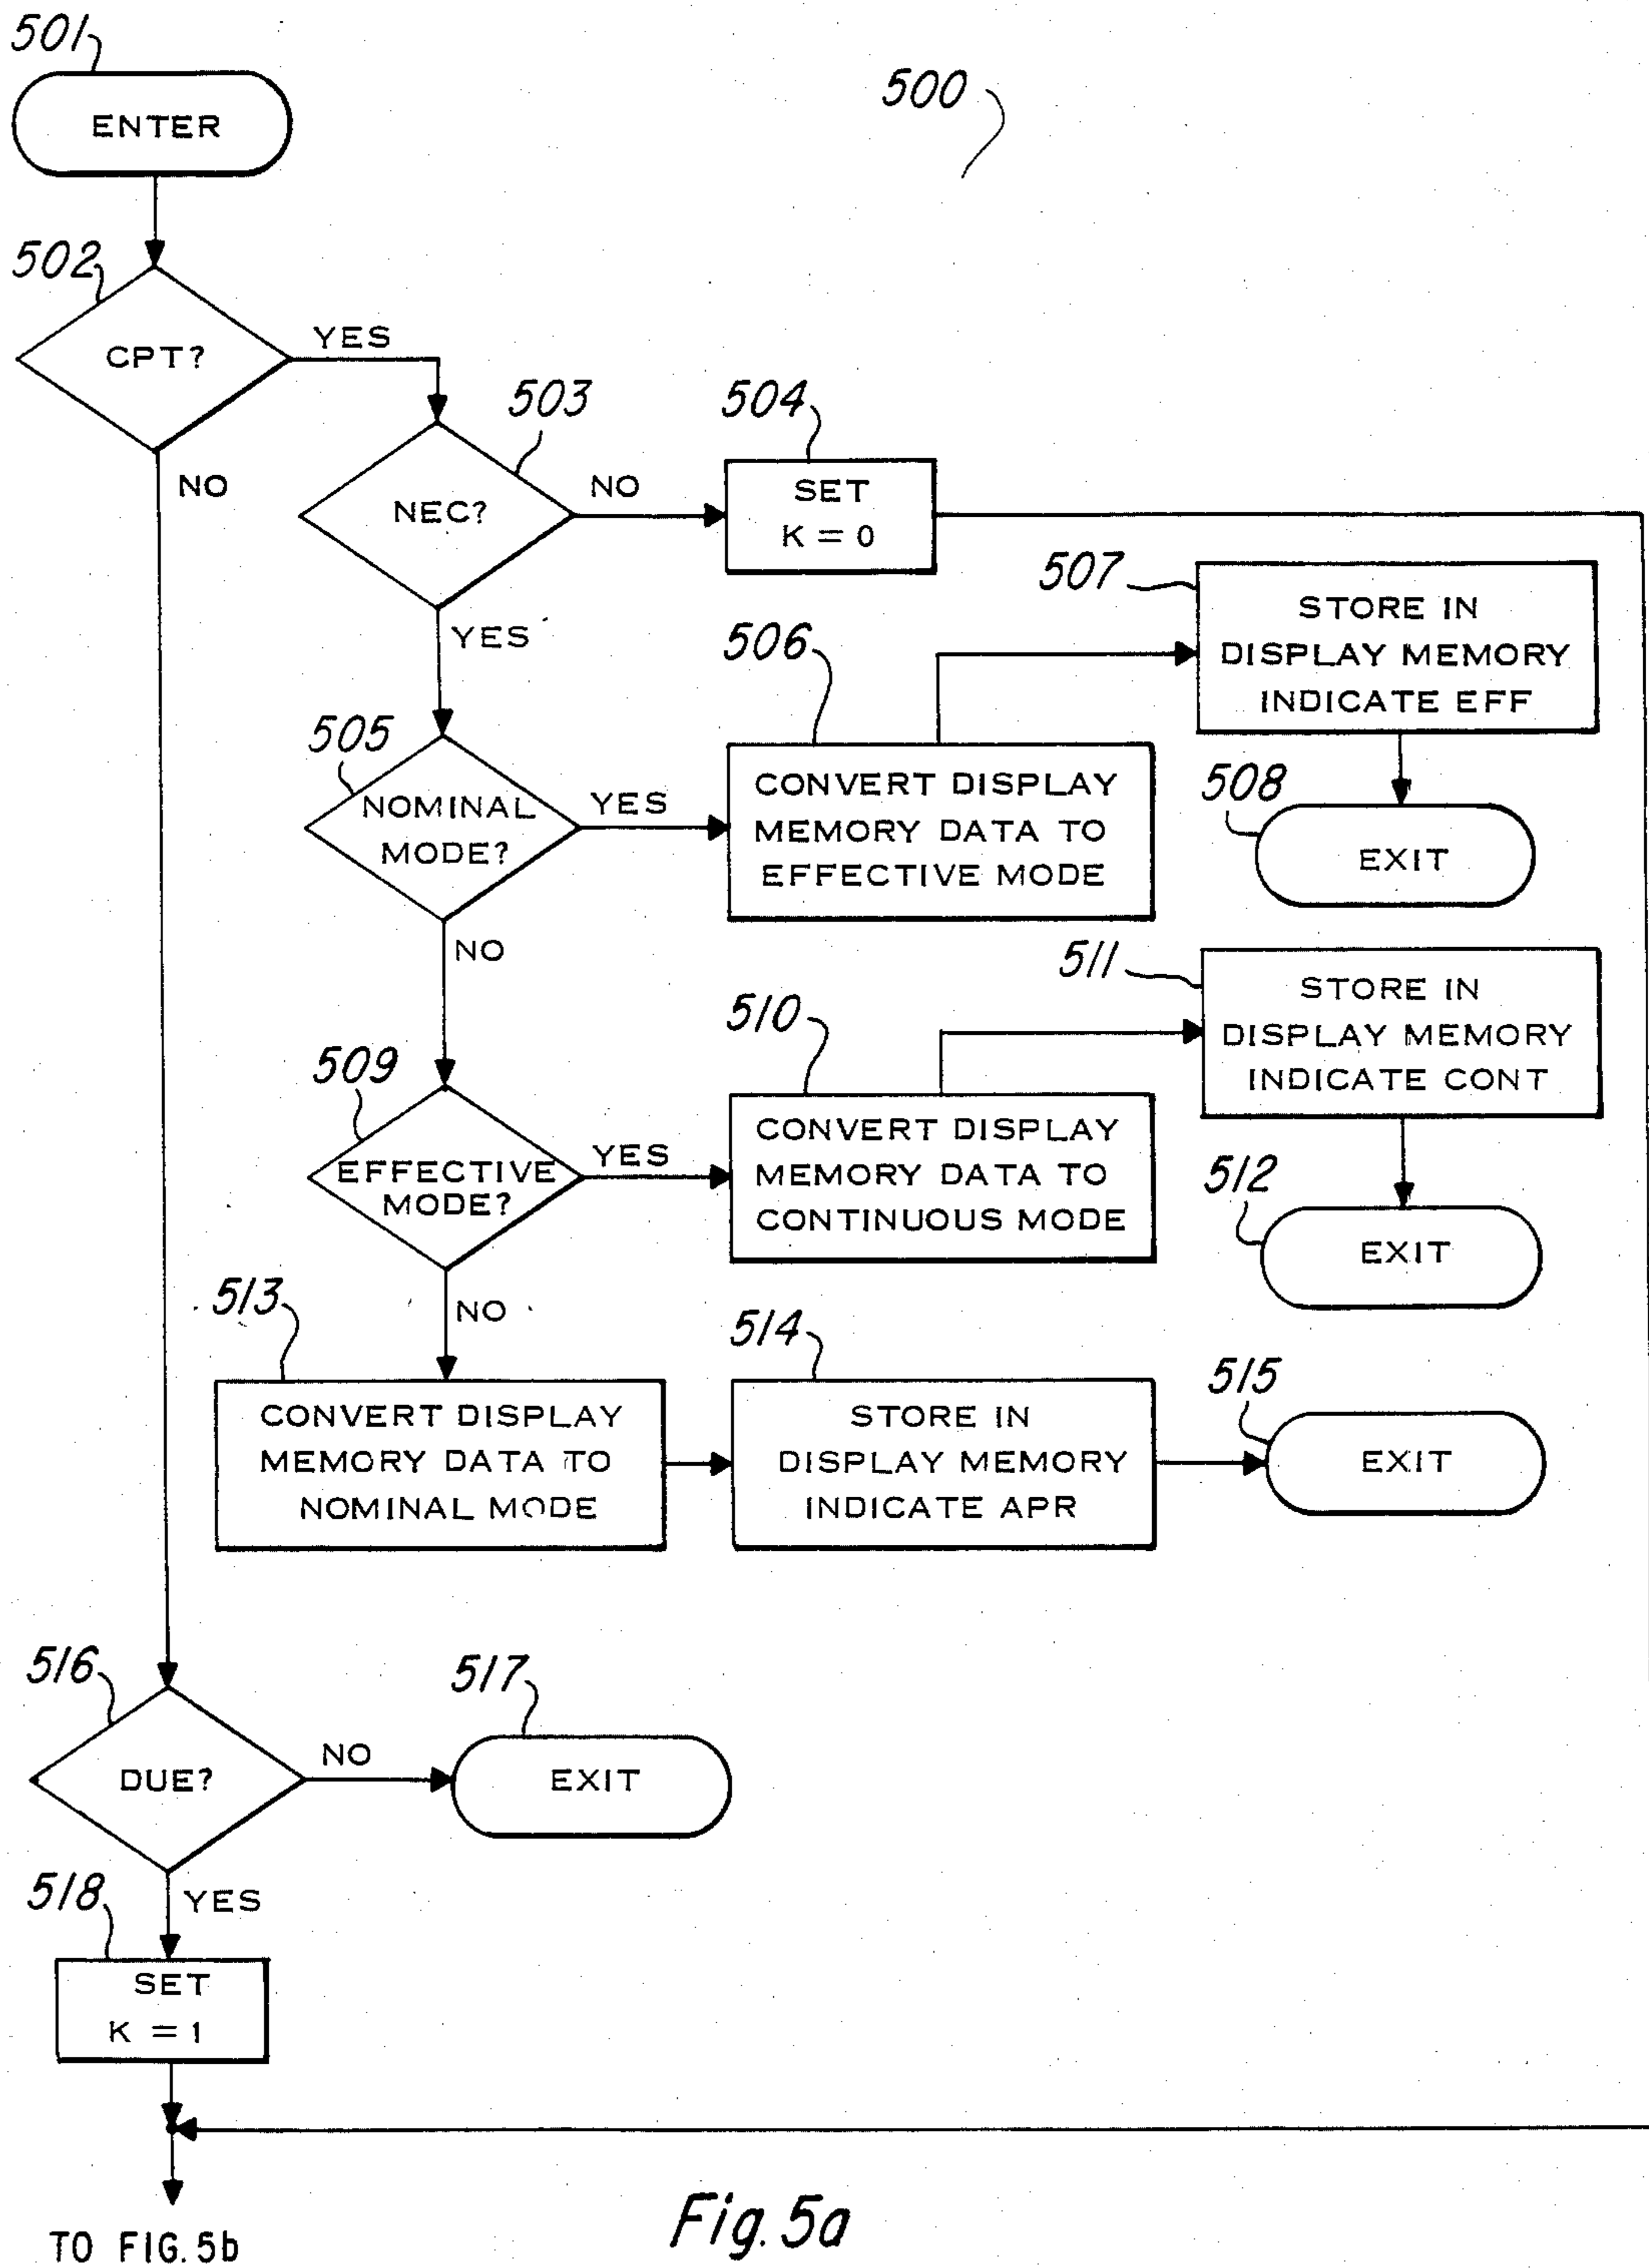 501
ENTER
500
502
CPT?
YES
NO
503
NEC?
NO
YES
504
SET
K = 0
505
NOMINAL
MODE?
YES
NO
506
CONVERT DISPLAY
MEMORY DATA TO
EFFECTIVE MODE
507
STORE IN
DISPLAY MEMORY
INDICATE EFF
508
EXIT
509
EFFECTIVE
MODE?
YES
NO
510
CONVERT DISPLAY
MEMORY DATA TO
CONTINUOUS MODE
511
STORE IN
DISPLAY MEMORY
INDICATE CONT
512
EXIT
513
CONVERT DISPLAY
MEMORY DATA TO
NOMINAL MODE
514
STORE IN
DISPLAY MEMORY
INDICATE APR
515
EXIT
516
DUE?
NO
YES
517
EXIT
518
SET
K = 1
TO FIG. 5b
Fig. 5a